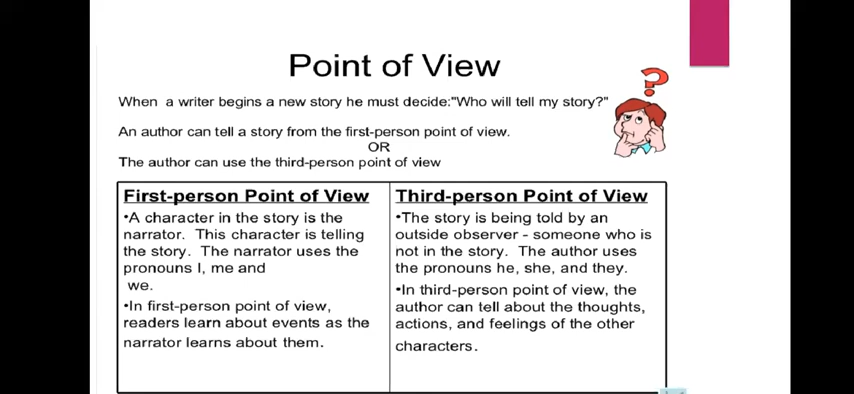 Point of View
When a writer begins a new story he must decide:"Who will tell my story?"
An author can tell a story from the first-person point of view.
OR
The author can use the third-person point of view
First-person Point of View
•A character in the story is the
narrator. This character is telling
the story. The narrator uses the
pronouns I, me and
we.
•In first-person point of view,
readers learn about events as the
narrator learns about them.
Third-person Point of View
•The story is being told by an
outside observer - someone who is
not in the story. The author uses
the pronouns he, she, and they.
•In third-person point of view, the
author can tell about the thoughts,
actions, and feelings of the other
characters.